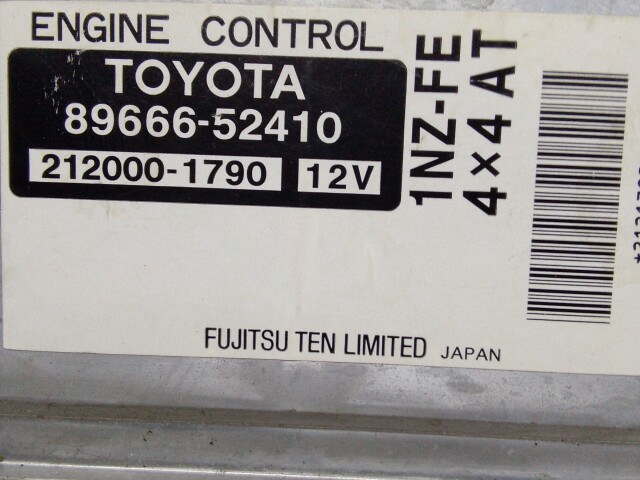 ENGINE CONTROL
TOYOTA
89666-52410
212000-1790 12V
1NZ-FE
4×4 AT
FUJITSU TEN LIMITED JAPAN